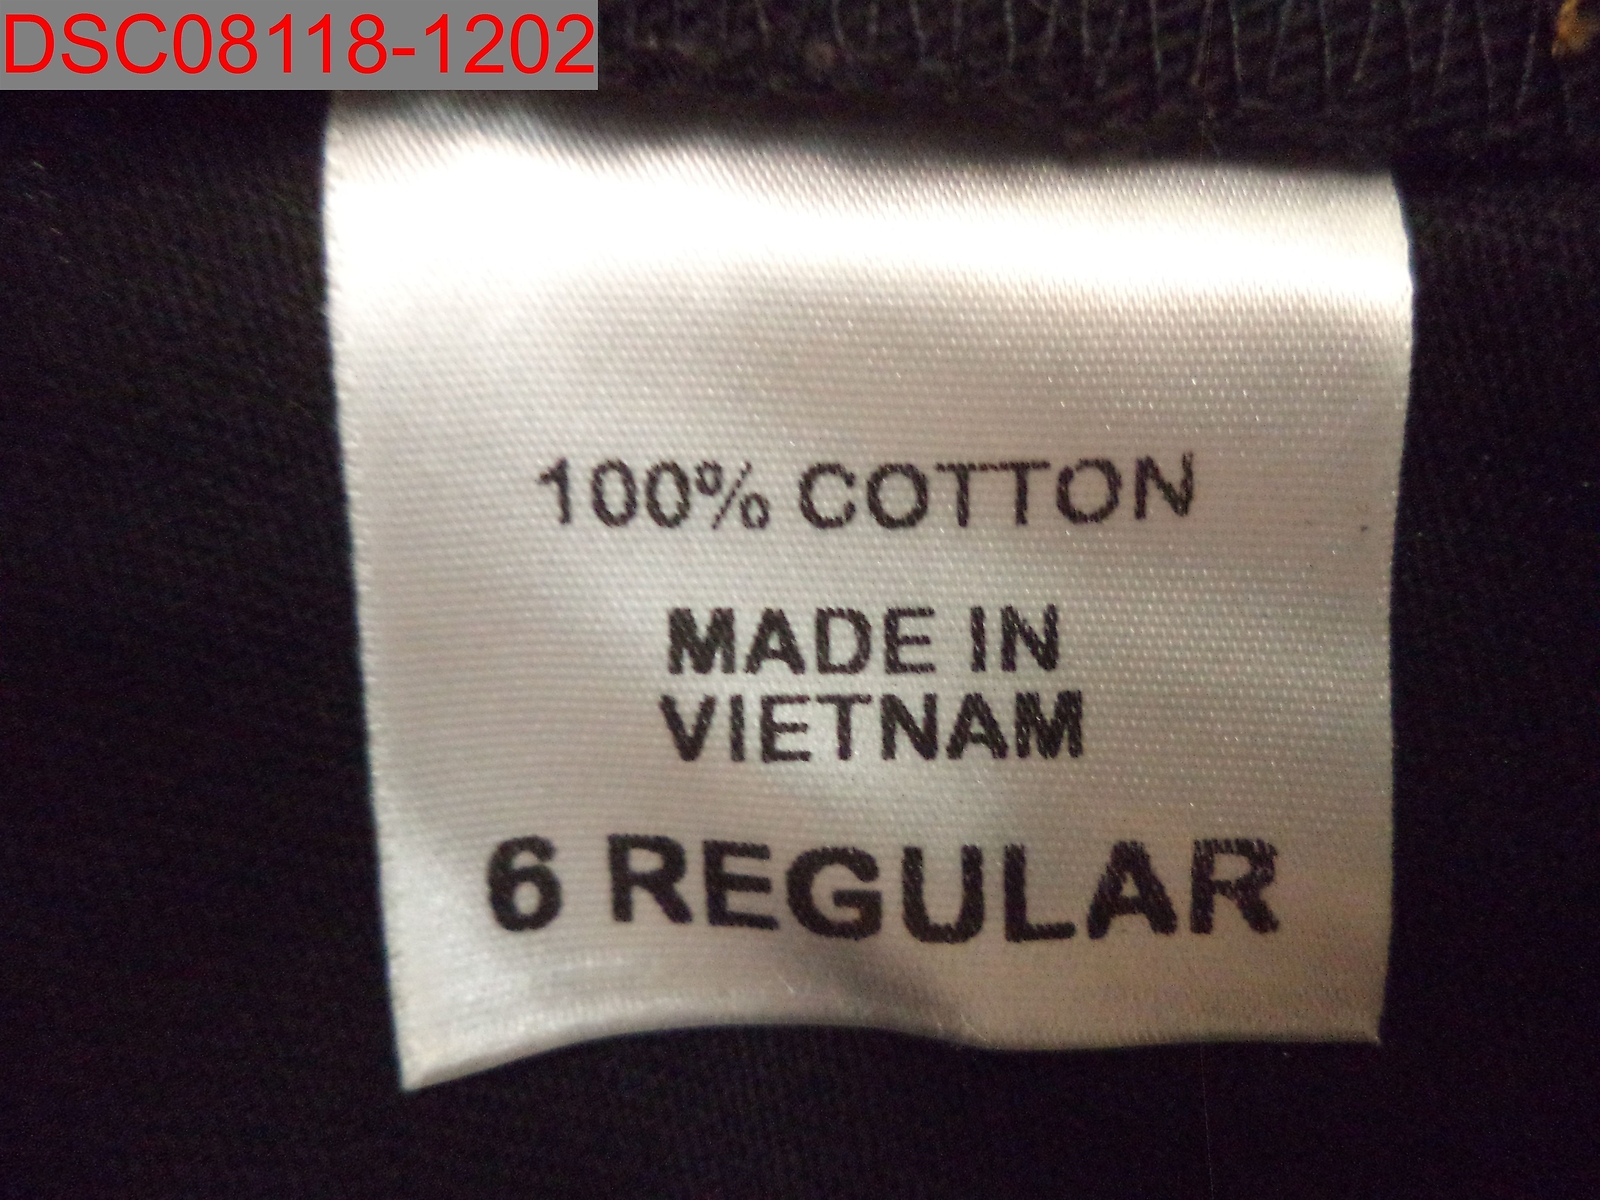 DSC08118-1202
100% COTTON
MADE IN
VIETNAM
6 REGULAR